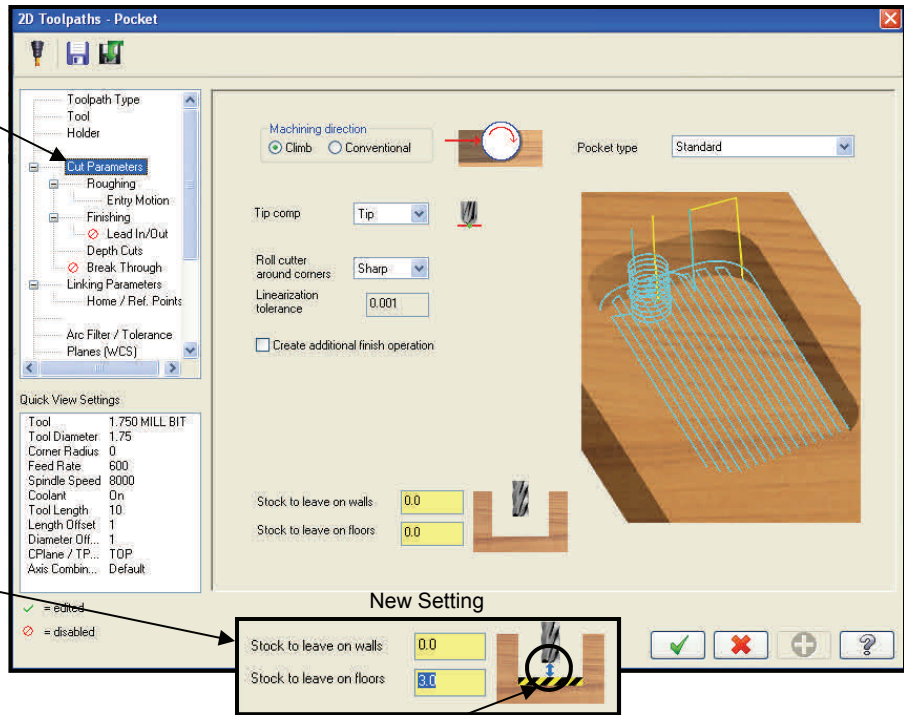 2D Toolpaths - Pocket
Toolpath Type
Tool
Holder
Cut Parameters
Roughing
Entry Motion
Finishing
Lead In/Out
Depth Cuts
Break Through
Linking Parameters
Home / Ref. Points
Arc Filter / Tolerance
Planes (WCS)
Machining direction
Climb Conventional
Pocket type Standard
Tip comp Tip
Roll cutter
around corners Sharp
Linearization
tolerance 0.001
Create additional finish operation
Quick View Settings
Tool 1.750 MILL BIT
Tool Diameter 1.75
Corner Radius 0
Feed Rate 600
Spindle Speed 8000
Coolant On
Tool Length 10
Length Offset 1
Diameter Off... 1
CPlane / TP... TOP
Axis Combin... Default
Stock to leave on walls 0.0
Stock to leave on floors 0.0
= edited
= disabled
New Setting
Stock to leave on walls 0.0
Stock to leave on floors 3.0